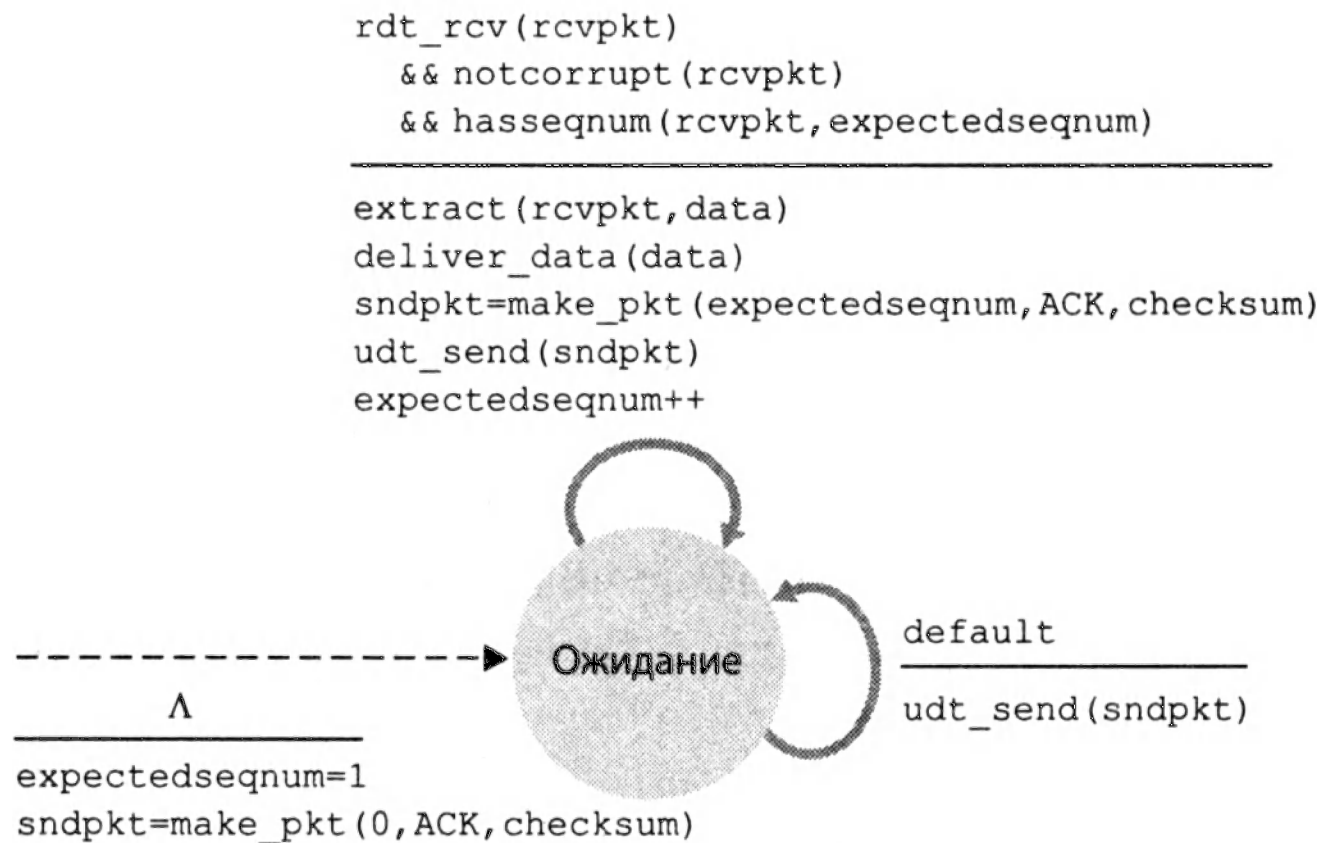 rdt_rcv(rcvpkt)
&& notcorrupt(rcvpkt)
&& hasseqnum(rcvpkt,expectedseqnum)
extract(rcvpkt,data)
deliver_data(data)
sndpkt=make_pkt(expectedseqnum,ACK,checksum)
udt_send(sndpkt)
expectedseqnum++
Ожидание
default
udt_send(sndpkt)
Λ
expectedseqnum=1
sndpkt=make_pkt(0,ACK,checksum)